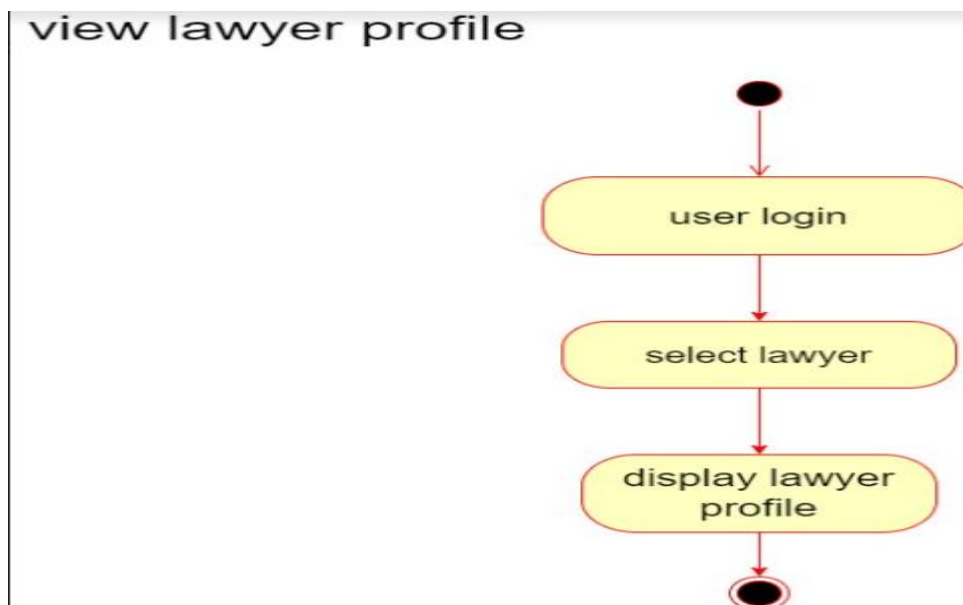 view lawyer profile
user login
select lawyer
display lawyer
profile